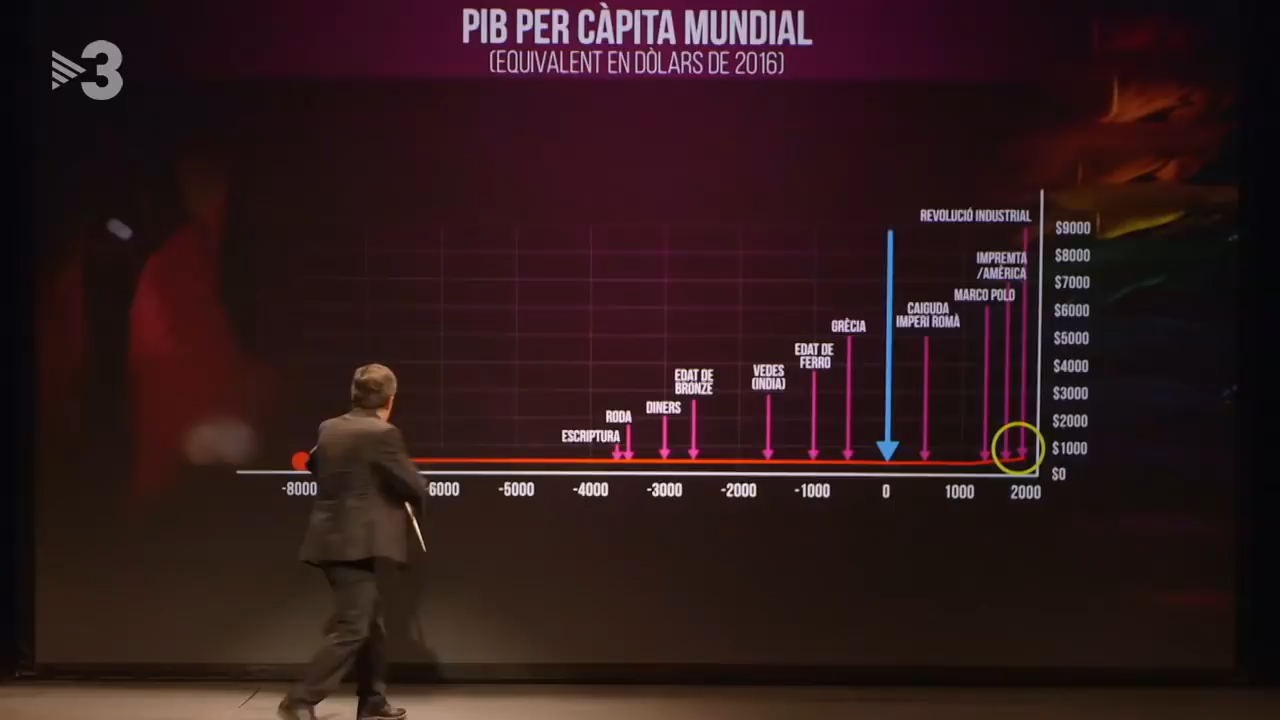 PIB PER CÀPITA MUNDIAL
(EQUIVALENT EN DÒLARS DE 2016)
3
REVOLUCIÓ INDUSTRIAL
$9000
IMPREMTA
/AMÈRICA
$8000
$7000
MARCO POLO
CAIGUDA
IMPERI ROMÀ
$6000
GRÈCIA
$5000
EDAT DE
FERRO
$4000
VEDES
(ÍNDIA)
EDAT DE
BRONZE
$3000
DINERS
RODA
$2000
ESCRIPTURA
$1000
$0
-8000
6000
-5000
-4000
-3000
-2000
-1000
0
1000
2000